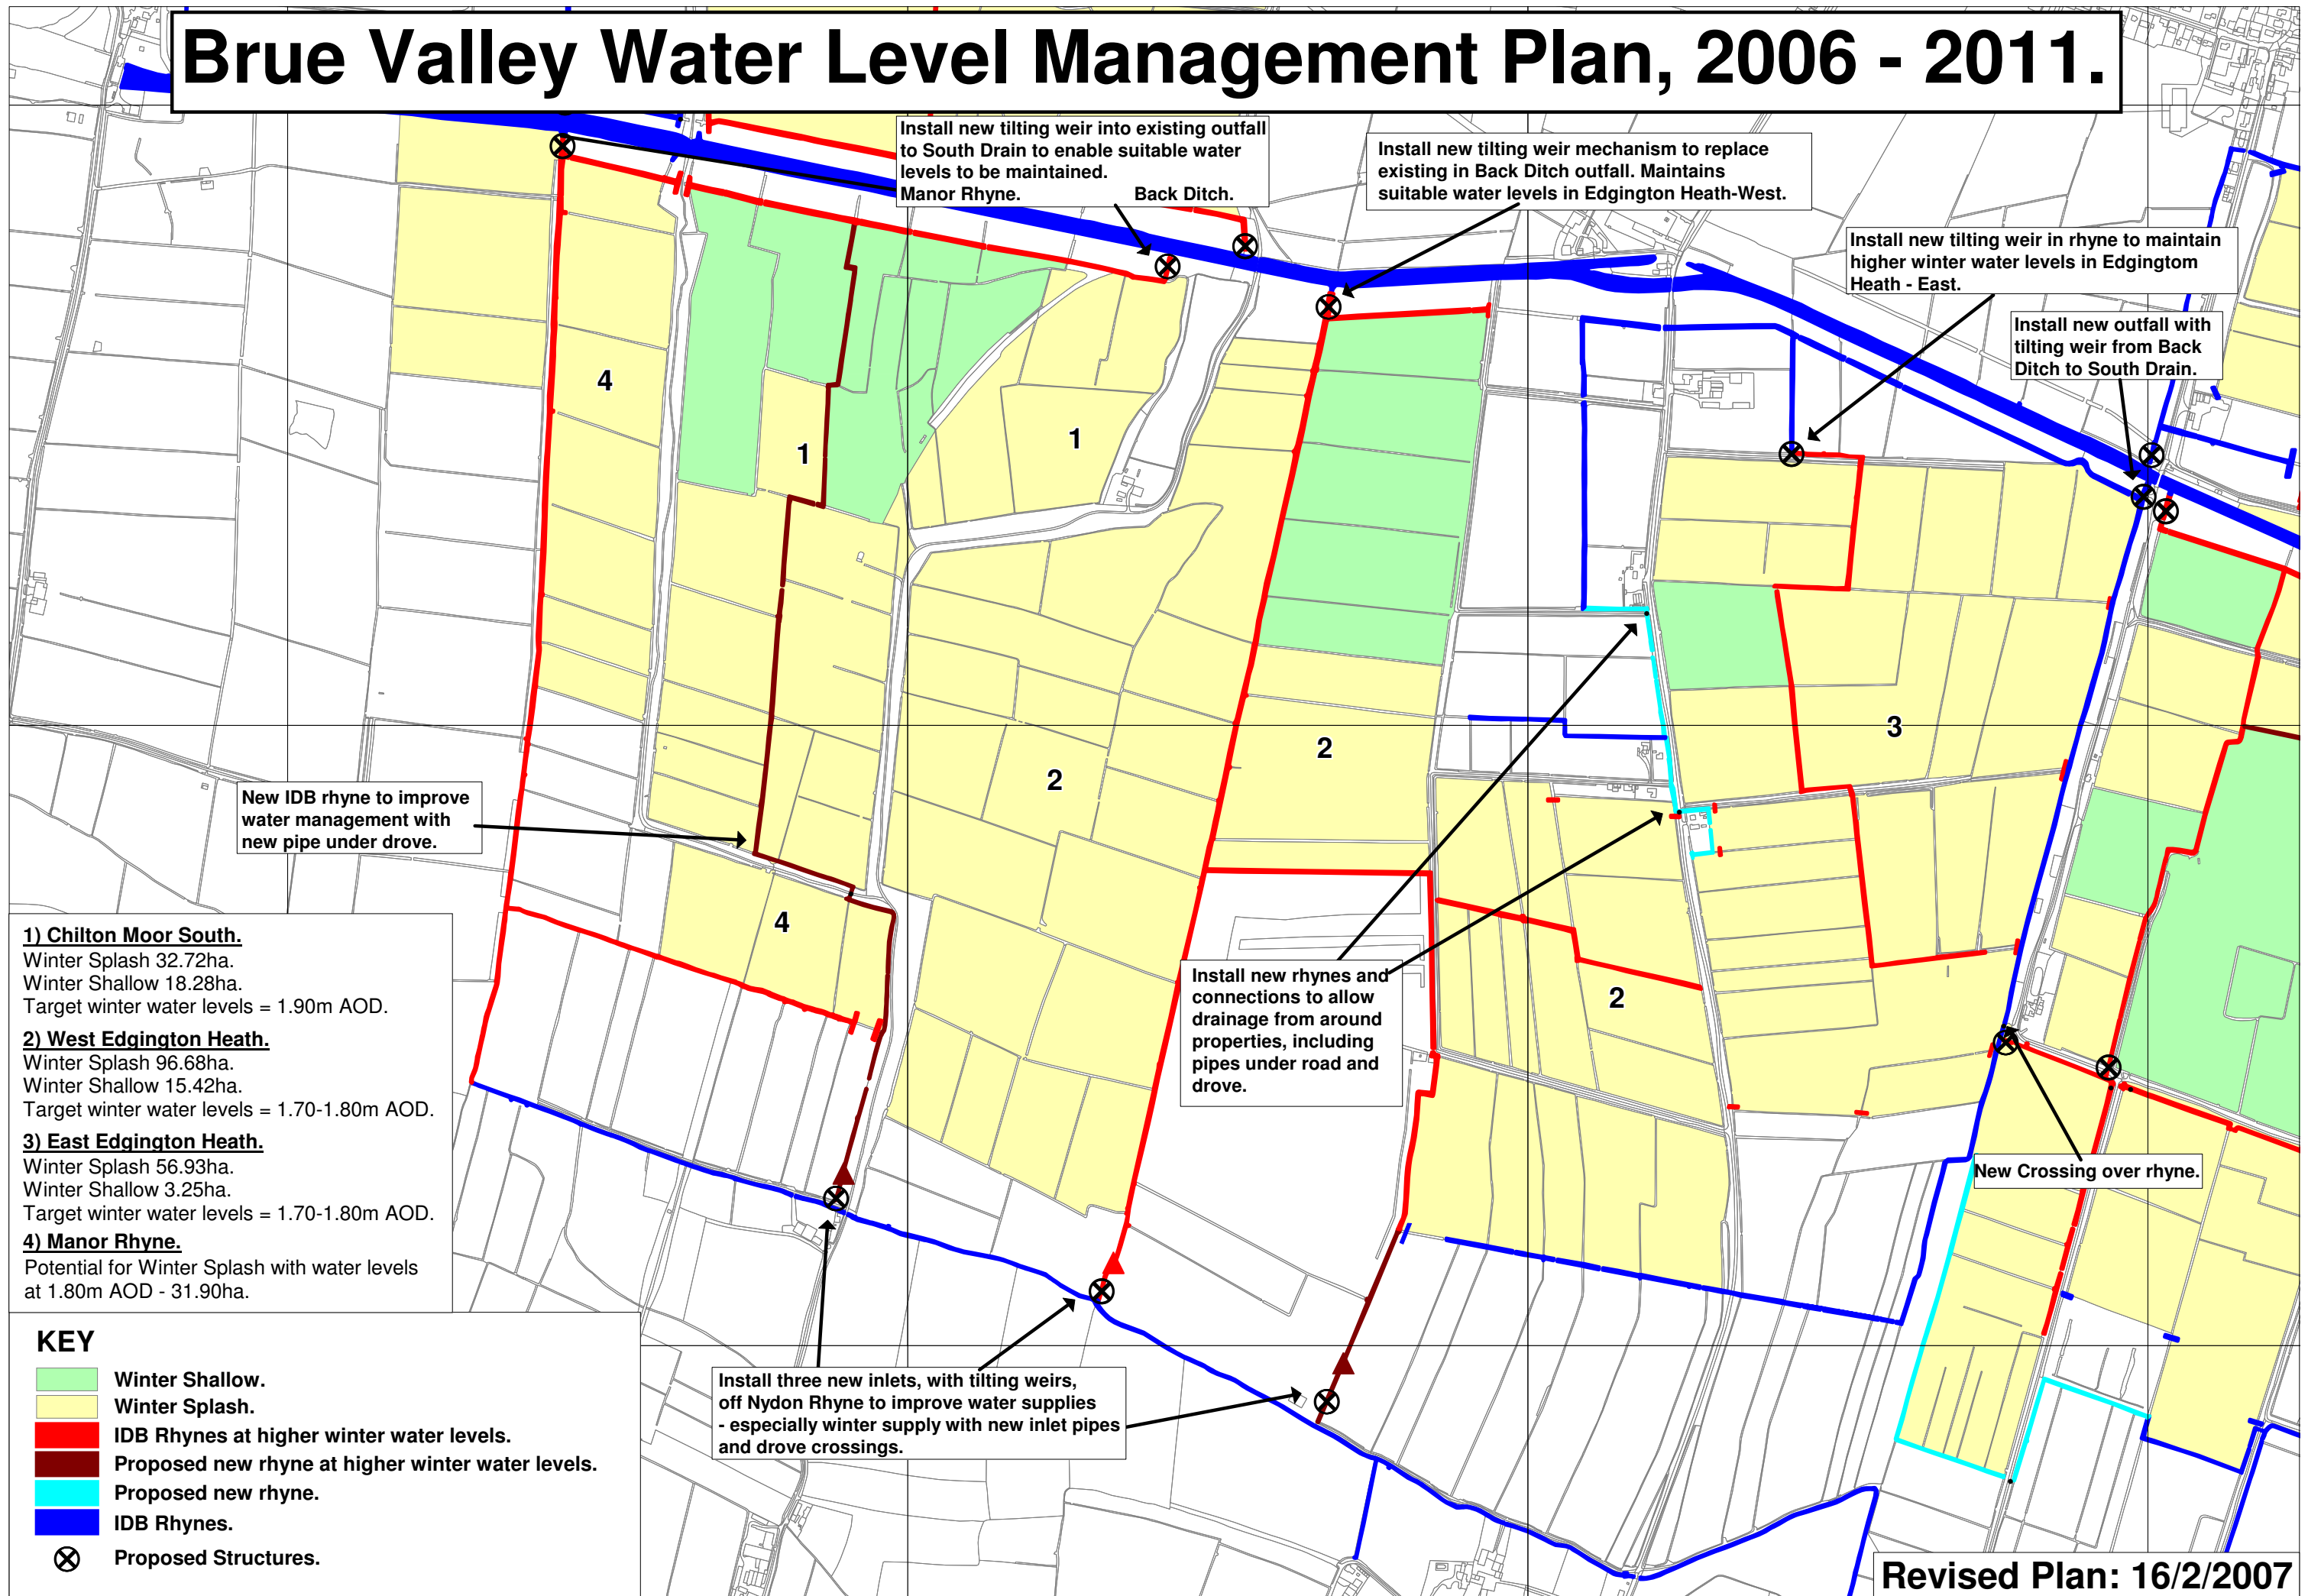 Brue Valley Water Level Management Plan, 2006 - 2011.
Install new tilting weir into existing outfall
to South Drain to enable suitable water
levels to be maintained.
Manor Rhyne. Back Ditch.
Install new tilting weir mechanism to replace
existing in Back Ditch outfall. Maintains
suitable water levels in Edgington Heath-West.
Install new tilting weir in rhyne to maintain
higher winter water levels in Edgingtom
Heath - East.
Install new outfall with
tilting weir from Back
Ditch to South Drain.
4
1
1
3
2
2
New IDB rhyne to improve
water management with
new pipe under drove.
4
2
Install new rhynes and
connections to allow
drainage from around
properties, including
pipes under road and
drove.
New Crossing over rhyne.
1) Chilton Moor South.
Winter Splash 32.72ha.
Winter Shallow 18.28ha.
Target winter water levels = 1.90m AOD.
2) West Edgington Heath.
Winter Splash 96.68ha.
Winter Shallow 15.42ha.
Target winter water levels = 1.70-1.80m AOD.
3) East Edgington Heath.
Winter Splash 56.93ha.
Winter Shallow 3.25ha.
Target winter water levels = 1.70-1.80m AOD.
4) Manor Rhyne.
Potential for Winter Splash with water levels
at 1.80m AOD - 31.90ha.
Install three new inlets, with tilting weirs,
off Nydon Rhyne to improve water supplies
- especially winter supply with new inlet pipes
and drove crossings.
KEY
Winter Shallow.
Winter Splash.
IDB Rhynes at higher winter water levels.
Proposed new rhyne at higher winter water levels.
Proposed new rhyne.
IDB Rhynes.
Proposed Structures.
Revised Plan: 16/2/2007